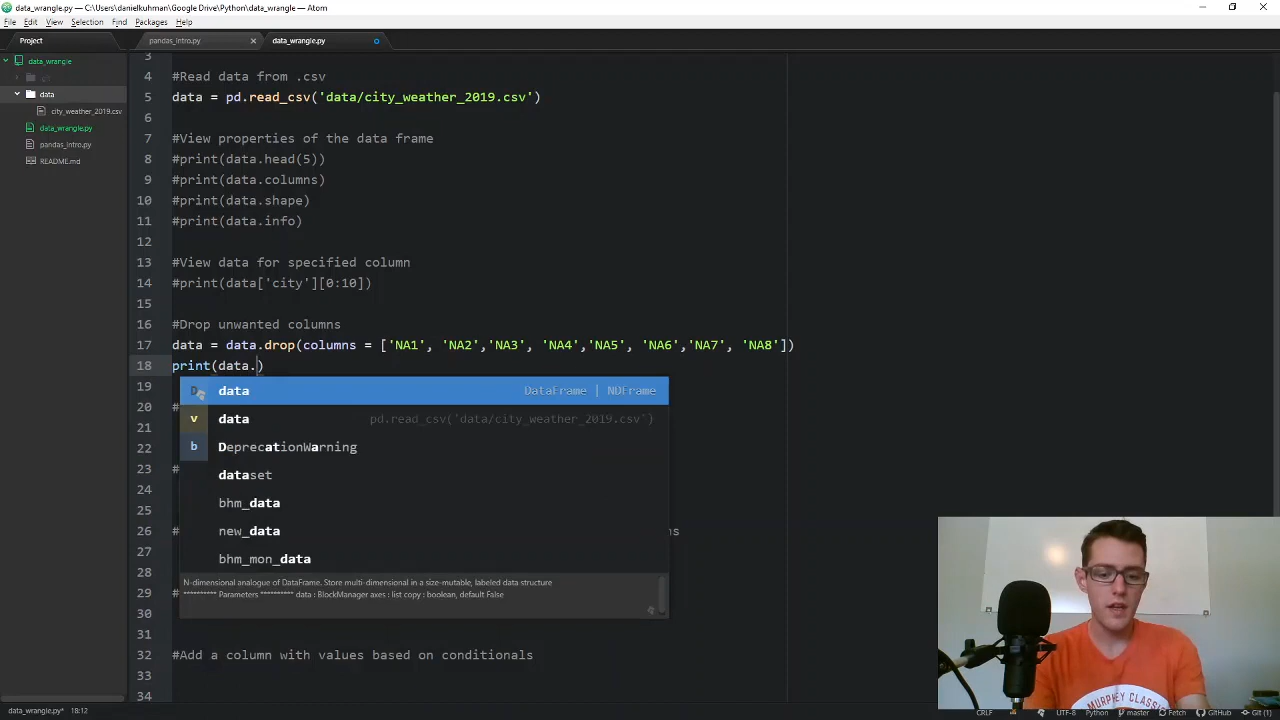 data_wrangle.py — C:\Users\danielkuhman\Google Drive\Python\data_wrangle — Atom
File Edit View Selection Find Packages Help
Project
pandas_intro.py
data_wrangle.py
data_wrangle
data
city_weather_2019.csv
data_wrangle.py
pandas_intro.py
README.md
3
4 #Read data from .csv
5 data = pd.read_csv('data/city_weather_2019.csv')
6
7 #View properties of the data frame
8 #print(data.head(5))
9 #print(data.columns)
10 #print(data.shape)
11 #print(data.info)
12
13 #View data for specified column
14 #print(data['city'][0:10])
15
16 #Drop unwanted columns
17 data = data.drop(columns = ['NA1', 'NA2','NA3', 'NA4','NA5', 'NA6','NA7', 'NA8'])
18 print(data.)
19
20 #
21
22
23 #
24
25
26 # ns
27
28
29 #
30
31
32 #Add a column with values based on conditionals
33
34
D data DataFrame | NDFrame
v data pd.read_csv('data/city_weather_2019.csv')
b DeprecationWarning
dataset
bhm_data
new_data
bhm_mon_data
N-dimensional analogue of DataFrame. Store multi-dimensional in a size-mutable, labeled data structure
********** Parameters ********** data : BlockManager axes : list copy : boolean, default False
MURPHEY CLASSIC
data_wrangle.py* 18:12
CRLF UTF-8 Python master Fetch GitHub Git (1)